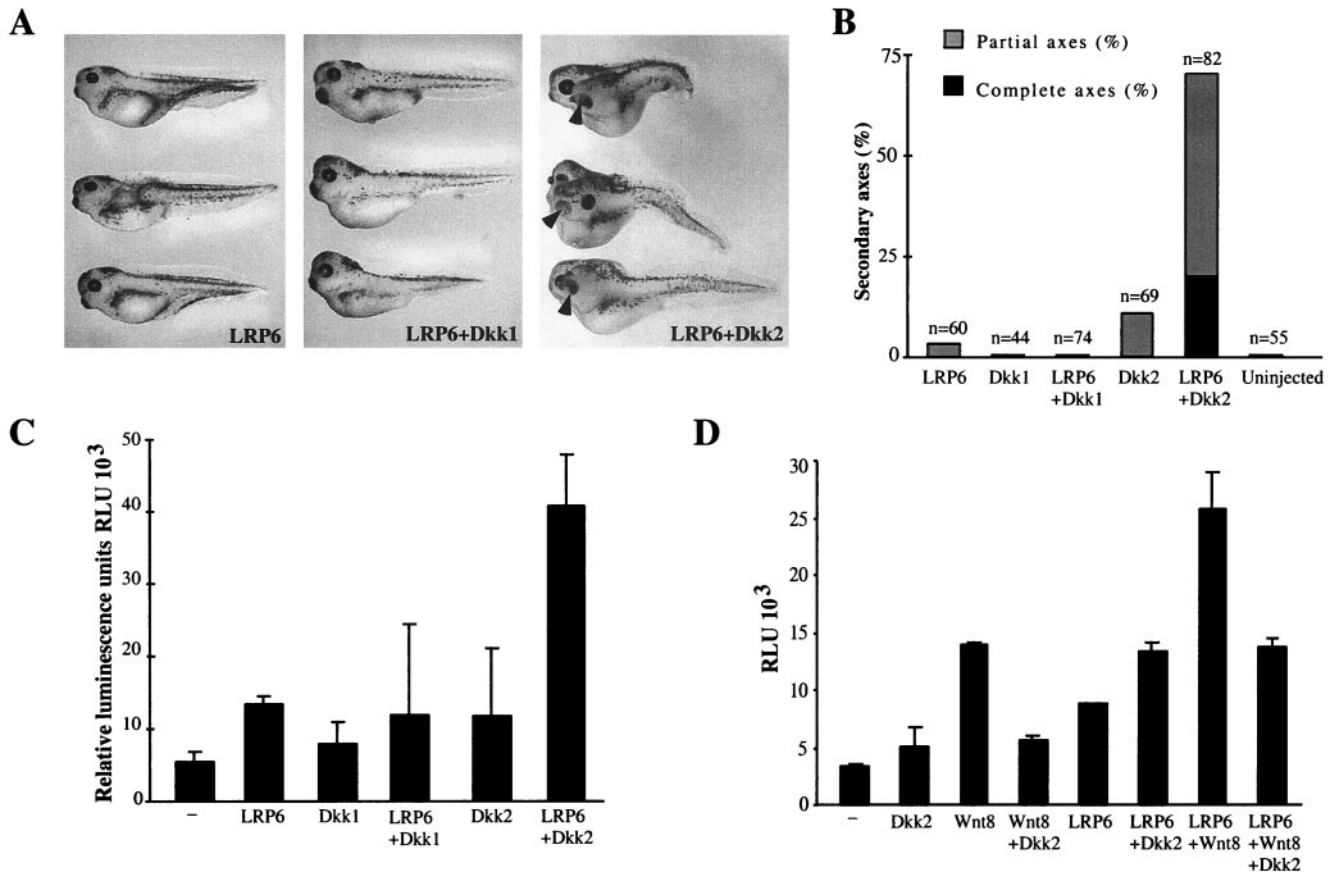 A
LRP6
LRP6+Dkk1
LRP6+Dkk2
B
Partial axes (%)
Complete axes (%)
Secondary axes (%)
75
50
25
0
n=60
n=44
n=74
n=69
n=82
n=55
LRP6
Dkk1
LRP6
+Dkk1
Dkk2
LRP6
+Dkk2
Uninjected
C
Relative luminescence units RLU 10³
50
40
30
20
10
0
–
LRP6
Dkk1
LRP6
+Dkk1
Dkk2
LRP6
+Dkk2
D
RLU 10³
30
25
20
15
10
5
0
–
Dkk2
Wnt8
Wnt8
+Dkk2
LRP6
LRP6
+Dkk2
LRP6
+Wnt8
LRP6
+Wnt8
+Dkk2